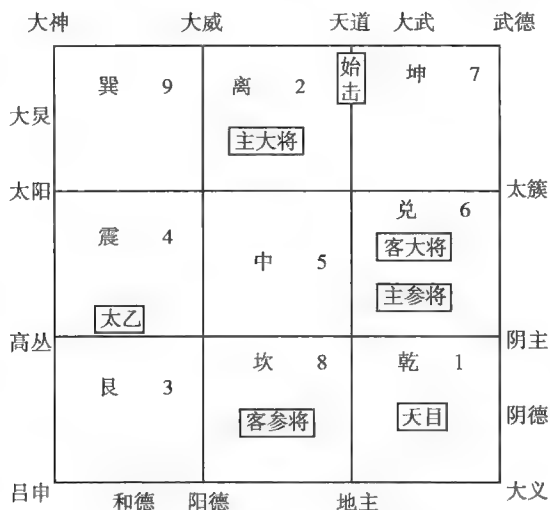 大神 大威 天道 大武 武德
巽 9 离 2 始击 坤 7
大炅
主大将
太阳 太簇
兑 6
震 4 客大将
中 5
主参将
太乙
高丛 阴主
坎 8 乾 1
艮 3
客参将 天目 阴德
吕申 大义
和德 阳德 地主